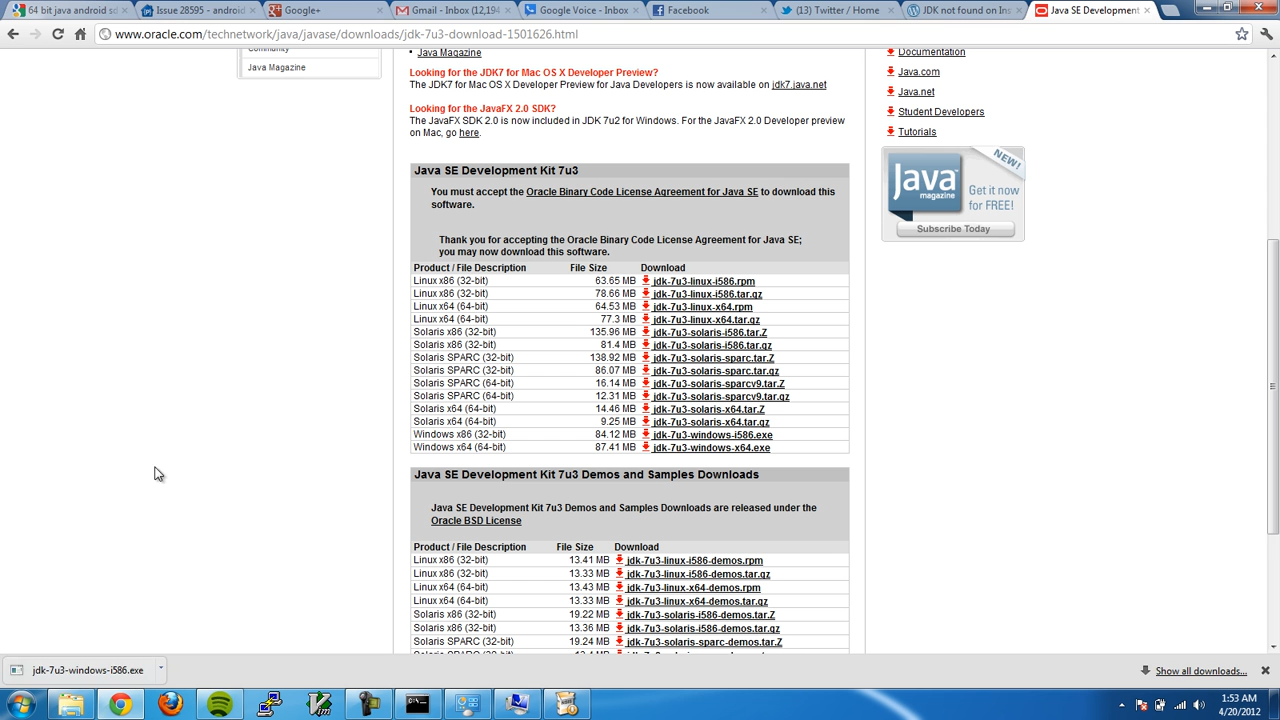 64 bit java android sd
Issue 28595 - android
Google+
Gmail - Inbox (12,194
Google Voice - Inbox
Facebook
(13) Twitter / Home
JDK not found on Ins
Java SE Development
www.oracle.com/technetwork/java/javase/downloads/jdk-7u3-download-1501626.html
Java Magazine
Java Magazine
Looking for the JDK7 for Mac OS X Developer Preview?
The JDK7 for Mac OS X Developer Preview for Java Developers is now available on jdk7.java.net
Looking for the JavaFX 2.0 SDK?
The JavaFX SDK 2.0 is now included in JDK 7u2 for Windows. For the JavaFX 2.0 Developer preview
on Mac, go here.
Java SE Development Kit 7u3
You must accept the Oracle Binary Code License Agreement for Java SE to download this
software.
Thank you for accepting the Oracle Binary Code License Agreement for Java SE;
you may now download this software.
Product / File Description File Size Download
Linux x86 (32-bit) 63.65 MB jdk-7u3-linux-i586.rpm
Linux x86 (32-bit) 78.66 MB jdk-7u3-linux-i586.tar.gz
Linux x64 (64-bit) 64.53 MB jdk-7u3-linux-x64.rpm
Linux x64 (64-bit) 77.3 MB jdk-7u3-linux-x64.tar.gz
Solaris x86 (32-bit) 135.96 MB jdk-7u3-solaris-i586.tar.Z
Solaris x86 (32-bit) 81.4 MB jdk-7u3-solaris-i586.tar.gz
Solaris SPARC (32-bit) 138.92 MB jdk-7u3-solaris-sparc.tar.Z
Solaris SPARC (32-bit) 86.07 MB jdk-7u3-solaris-sparc.tar.gz
Solaris SPARC (64-bit) 16.14 MB jdk-7u3-solaris-sparcv9.tar.Z
Solaris SPARC (64-bit) 12.31 MB jdk-7u3-solaris-sparcv9.tar.gz
Solaris x64 (64-bit) 14.46 MB jdk-7u3-solaris-x64.tar.Z
Solaris x64 (64-bit) 9.25 MB jdk-7u3-solaris-x64.tar.gz
Windows x86 (32-bit) 84.12 MB jdk-7u3-windows-i586.exe
Windows x64 (64-bit) 87.41 MB jdk-7u3-windows-x64.exe
Java SE Development Kit 7u3 Demos and Samples Downloads
Java SE Development Kit 7u3 Demos and Samples Downloads are released under the
Oracle BSD License
Product / File Description File Size Download
Linux x86 (32-bit) 13.41 MB jdk-7u3-linux-i586-demos.rpm
Linux x86 (32-bit) 13.33 MB jdk-7u3-linux-i586-demos.tar.gz
Linux x64 (64-bit) 13.43 MB jdk-7u3-linux-x64-demos.rpm
Linux x64 (64-bit) 13.33 MB jdk-7u3-linux-x64-demos.tar.gz
Solaris x86 (32-bit) 19.22 MB jdk-7u3-solaris-i586-demos.tar.Z
Solaris x86 (32-bit) 13.36 MB jdk-7u3-solaris-i586-demos.tar.gz
Solaris SPARC (32-bit) 19.24 MB jdk-7u3-solaris-sparc-demos.tar.Z
Documentation
Java.com
Java.net
Student Developers
Tutorials
NEW!
Java
magazine
Get it now
for FREE!
Subscribe Today
jdk-7u3-windows-i586.exe
Show all downloads...
1:53 AM
4/20/2012